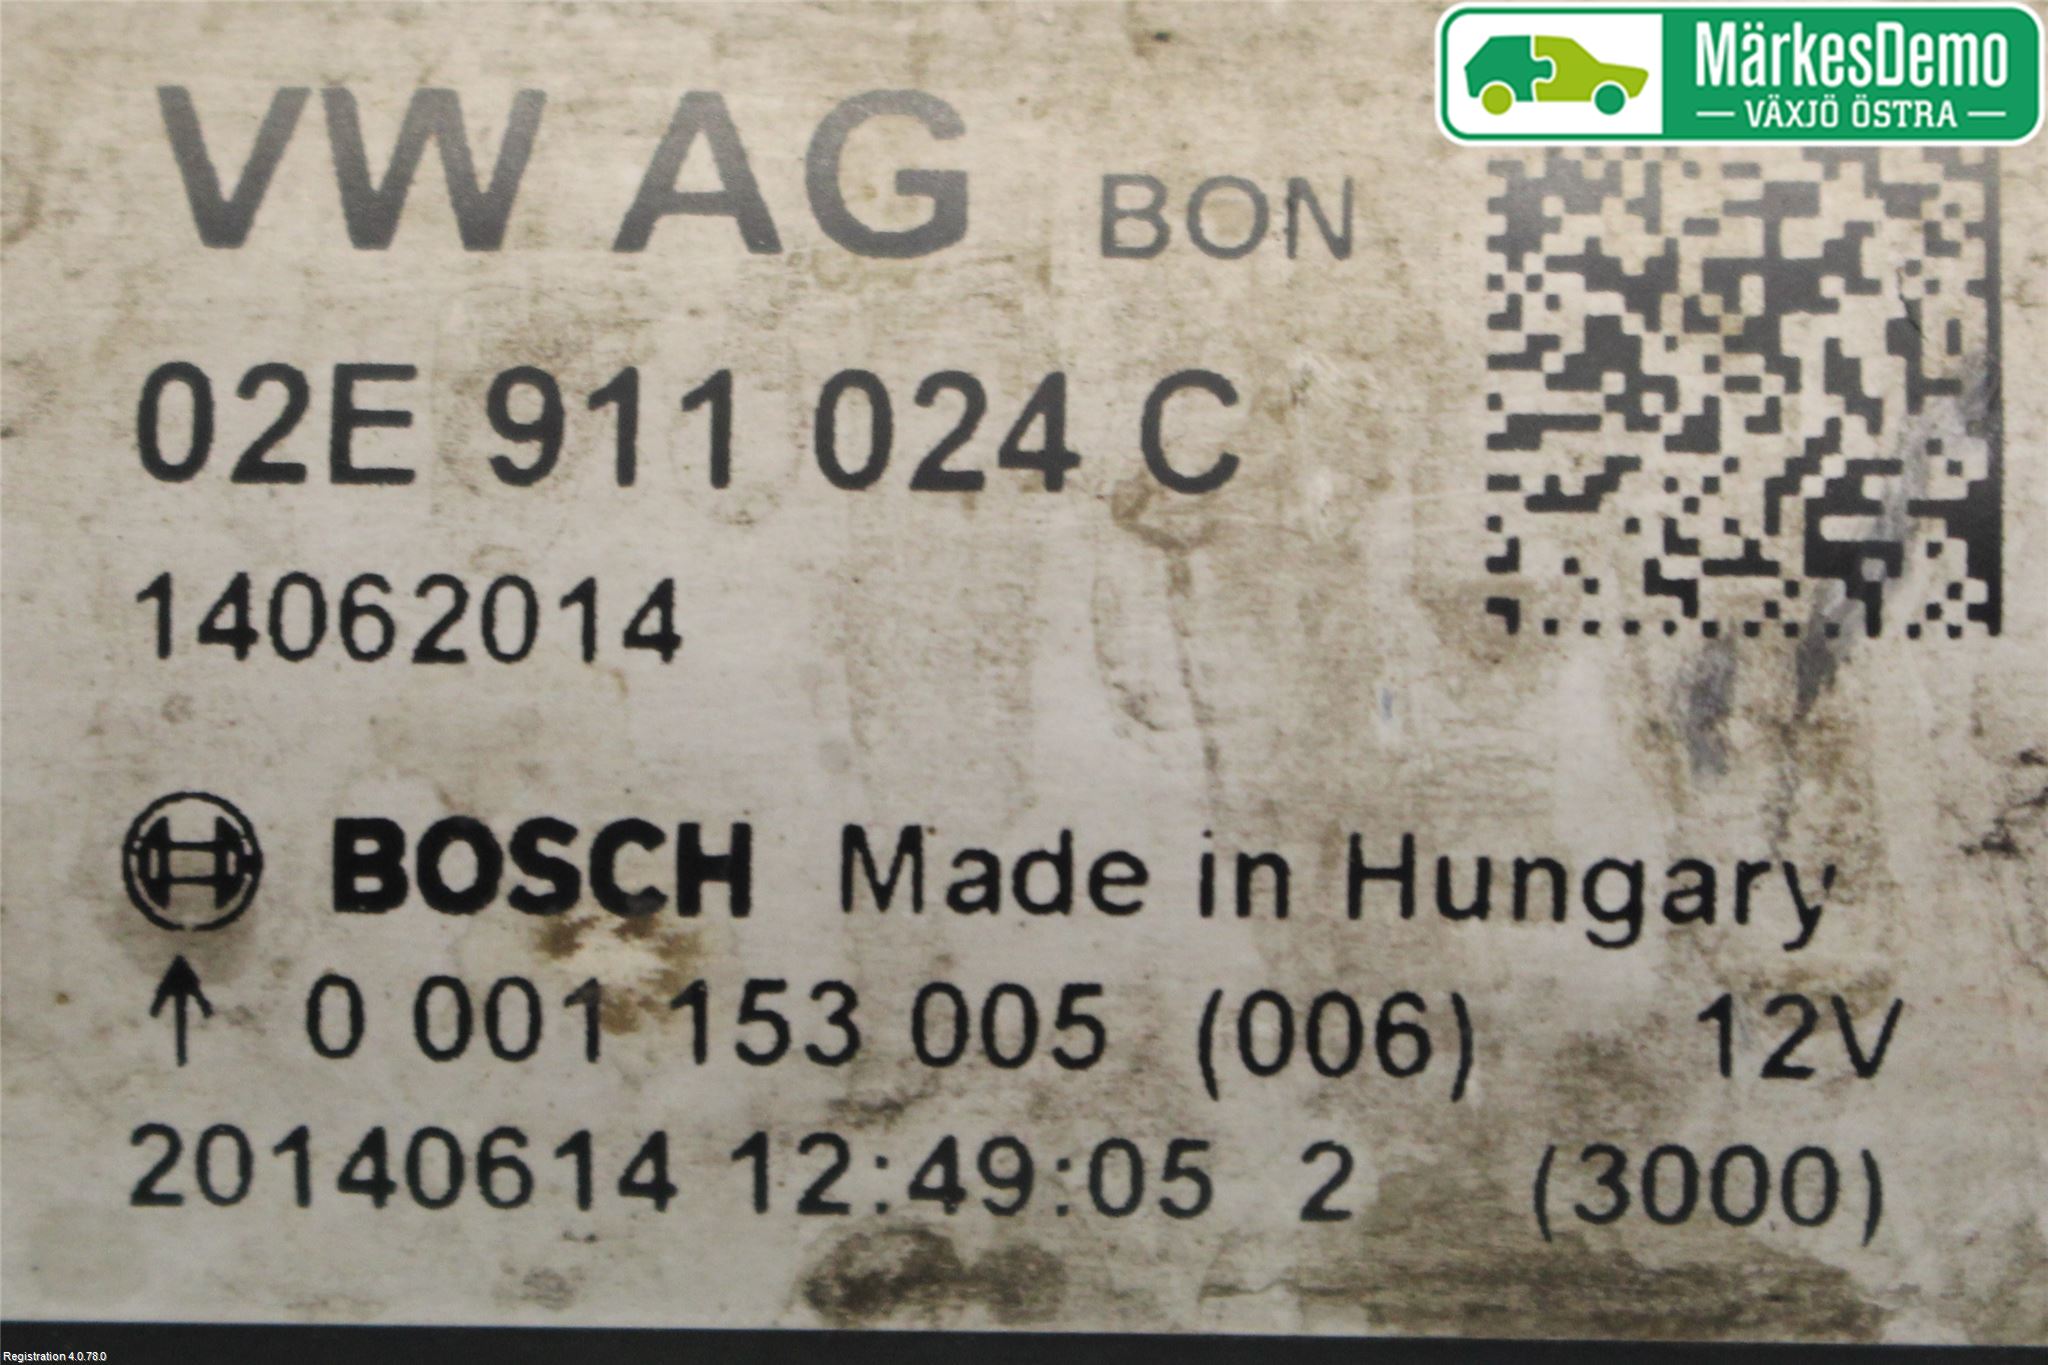 MärkesDemo
VÄXJÖ ÖSTRA
VW AG BON
02E 911 024 C
14062014
BOSCH Made in Hungary
↑ 0 001 153 005 (006) 12V
20140614 12:49:05 2 (3000)
Registration 4.0.78.0